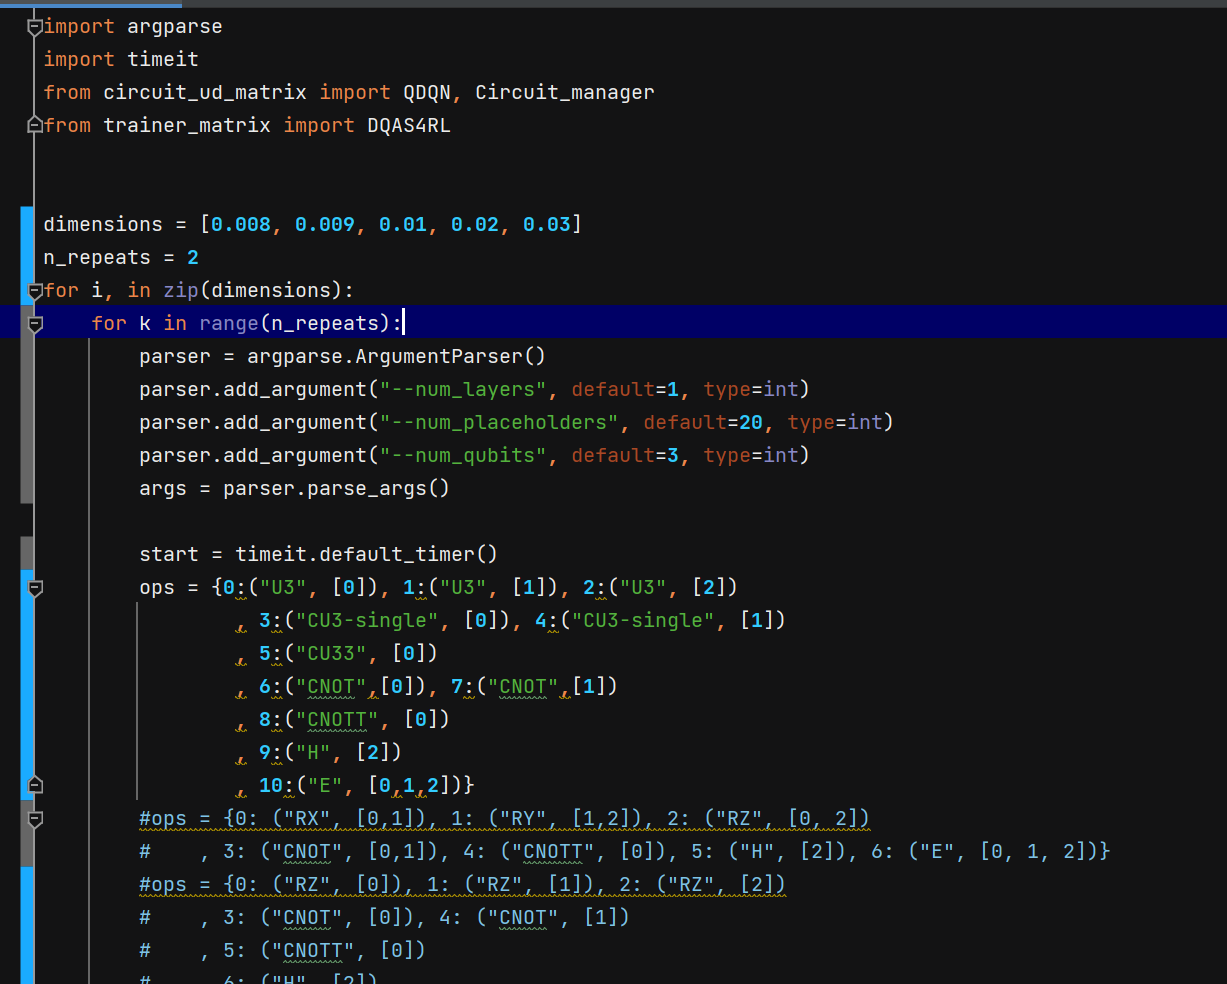 import argparse
import timeit
from circuit_ud_matrix import QDQN, Circuit_manager
from trainer_matrix import DQAS4RL
dimensions = [0.008, 0.009, 0.01, 0.02, 0.03]
n_repeats = 2
for i, in zip(dimensions):
    for k in range(n_repeats):
        parser = argparse.ArgumentParser()
        parser.add_argument("--num_layers", default=1, type=int)
        parser.add_argument("--num_placeholders", default=20, type=int)
        parser.add_argument("--num_qubits", default=3, type=int)
        args = parser.parse_args()
        start = timeit.default_timer()
        ops = {0:("U3", [0]), 1:("U3", [1]), 2:("U3", [2])
                , 3:("CU3-single", [0]), 4:("CU3-single", [1])
                , 5:("CU33", [0])
                , 6:("CNOT",[0]), 7:("CNOT",[1])
                , 8:("CNOTT", [0])
                , 9:("H", [2])
                , 10:("E", [0,1,2])}
        #ops = {0: ("RX", [0,1]), 1: ("RY", [1,2]), 2: ("RZ", [0, 2])
        #    , 3: ("CNOT", [0,1]), 4: ("CNOTT", [0]), 5: ("H", [2]), 6: ("E", [0, 1, 2])}
        #ops = {0: ("RZ", [0]), 1: ("RZ", [1]), 2: ("RZ", [2])
        #    , 3: ("CNOT", [0]), 4: ("CNOT", [1])
        #    , 5: ("CNOTT", [0])
        #    , 6: ("H", [2])